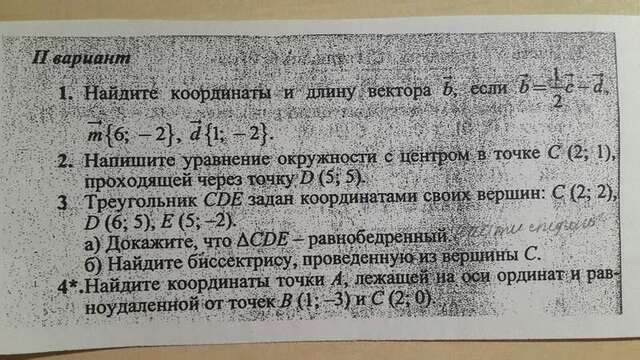 II вариант
1. Найдите координаты и длину вектора b⃗, если b⃗ = 1/2 c⃗ − d⃗,
m⃗{6; −2}, d⃗{1; −2}.
2. Напишите уравнение окружности с центром в точке C (2; 1),
проходящей через точку D (5; 5).
3 Треугольник CDE задан координатами своих вершин: C (2; 2),
D (6; 5), E (5; −2).
а) Докажите, что ΔCDE – равнобедренный.
б) Найдите биссектрису, проведенную из вершины C.
4*. Найдите координаты точки A, лежащей на оси ординат и рав-
ноудаленной от точек B (1; −3) и C (2; 0).